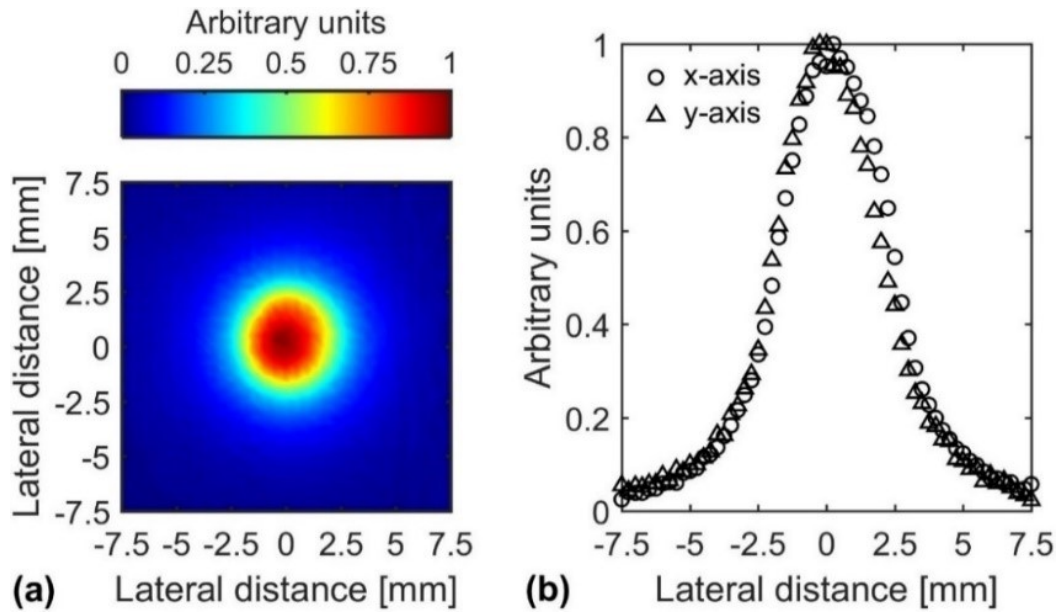 Arbitrary units
0 0.25 0.75 1
7.5
5
2.5
0
-2.5
-5
-7.5
Lateral distance [mm]
-7.5 -5 -2.5 0 2.5 5 7.5
(a) Lateral distance [mm]
1
0.8
0.6
0.4
0.2
0
Arbitrary units
x-axis
y-axis
-7.5 -5 -2.5 0 2.5 5 7.5
(b) Lateral distance [mm]